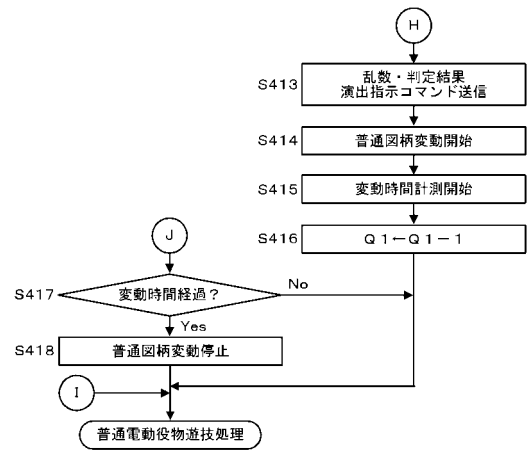 H
S413
乱数・判定結果
演出指示コマンド送信
S414
普通図柄変動開始
S415
変動時間計測開始
S416
Q1←Q1-1
J
S417
変動時間経過?
No
Yes
S418
普通図柄変動停止
I
普通電動役物遊技処理